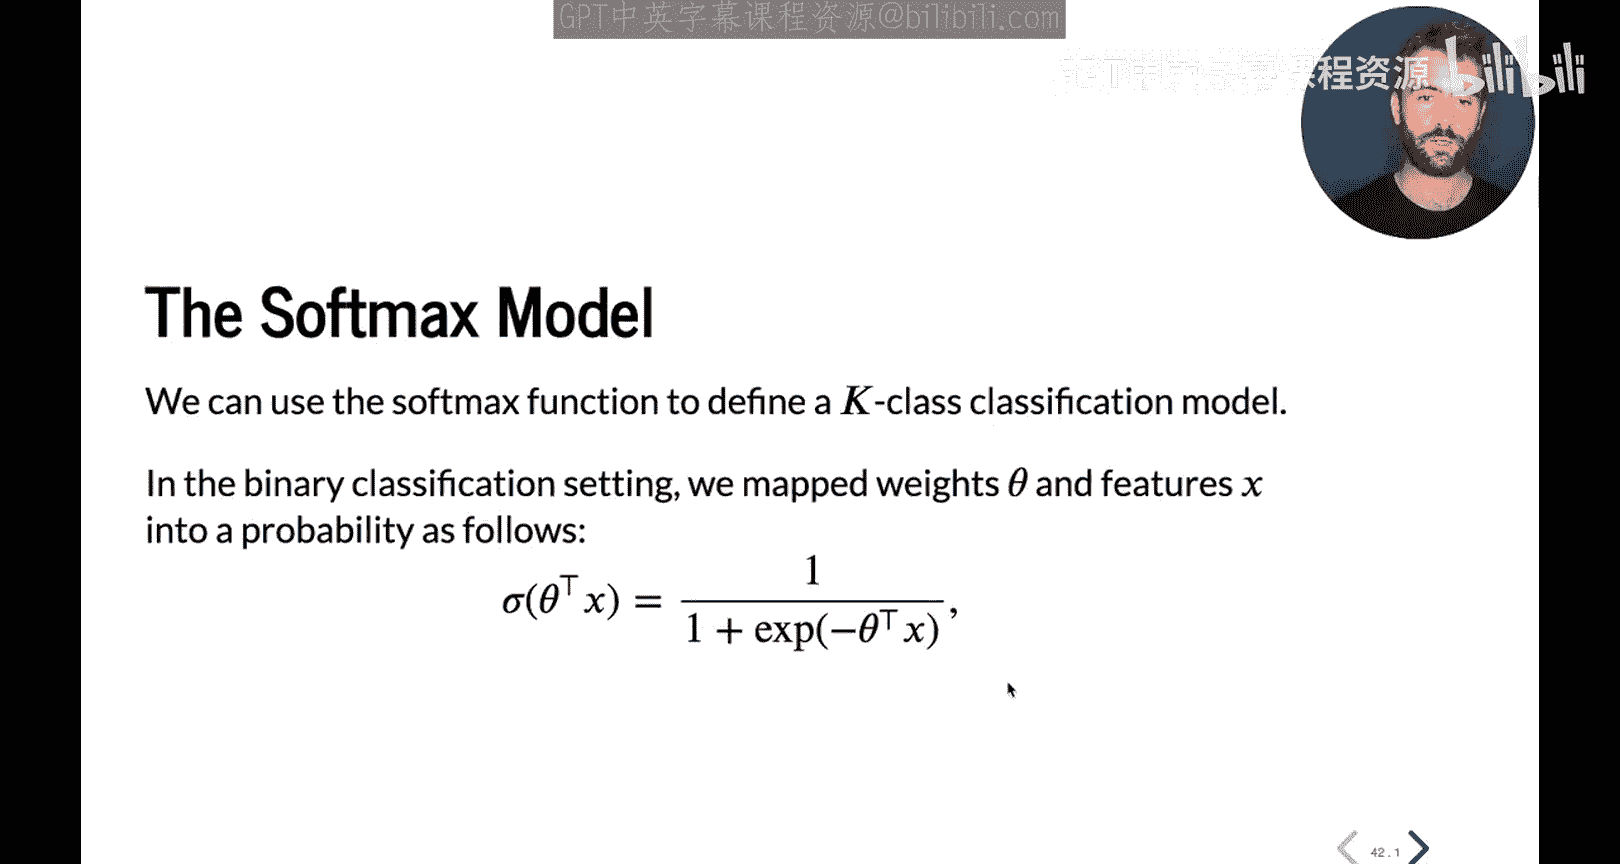 GPT中英字幕课程资源@bilibili.com
课程资源 bilibili
The Softmax Model
We can use the softmax function to define a K-class classification model.
In the binary classification setting, we mapped weights θ and features x
into a probability as follows:
σ(θ⊤x) = 1 / (1 + exp(−θ⊤x)),
42.1